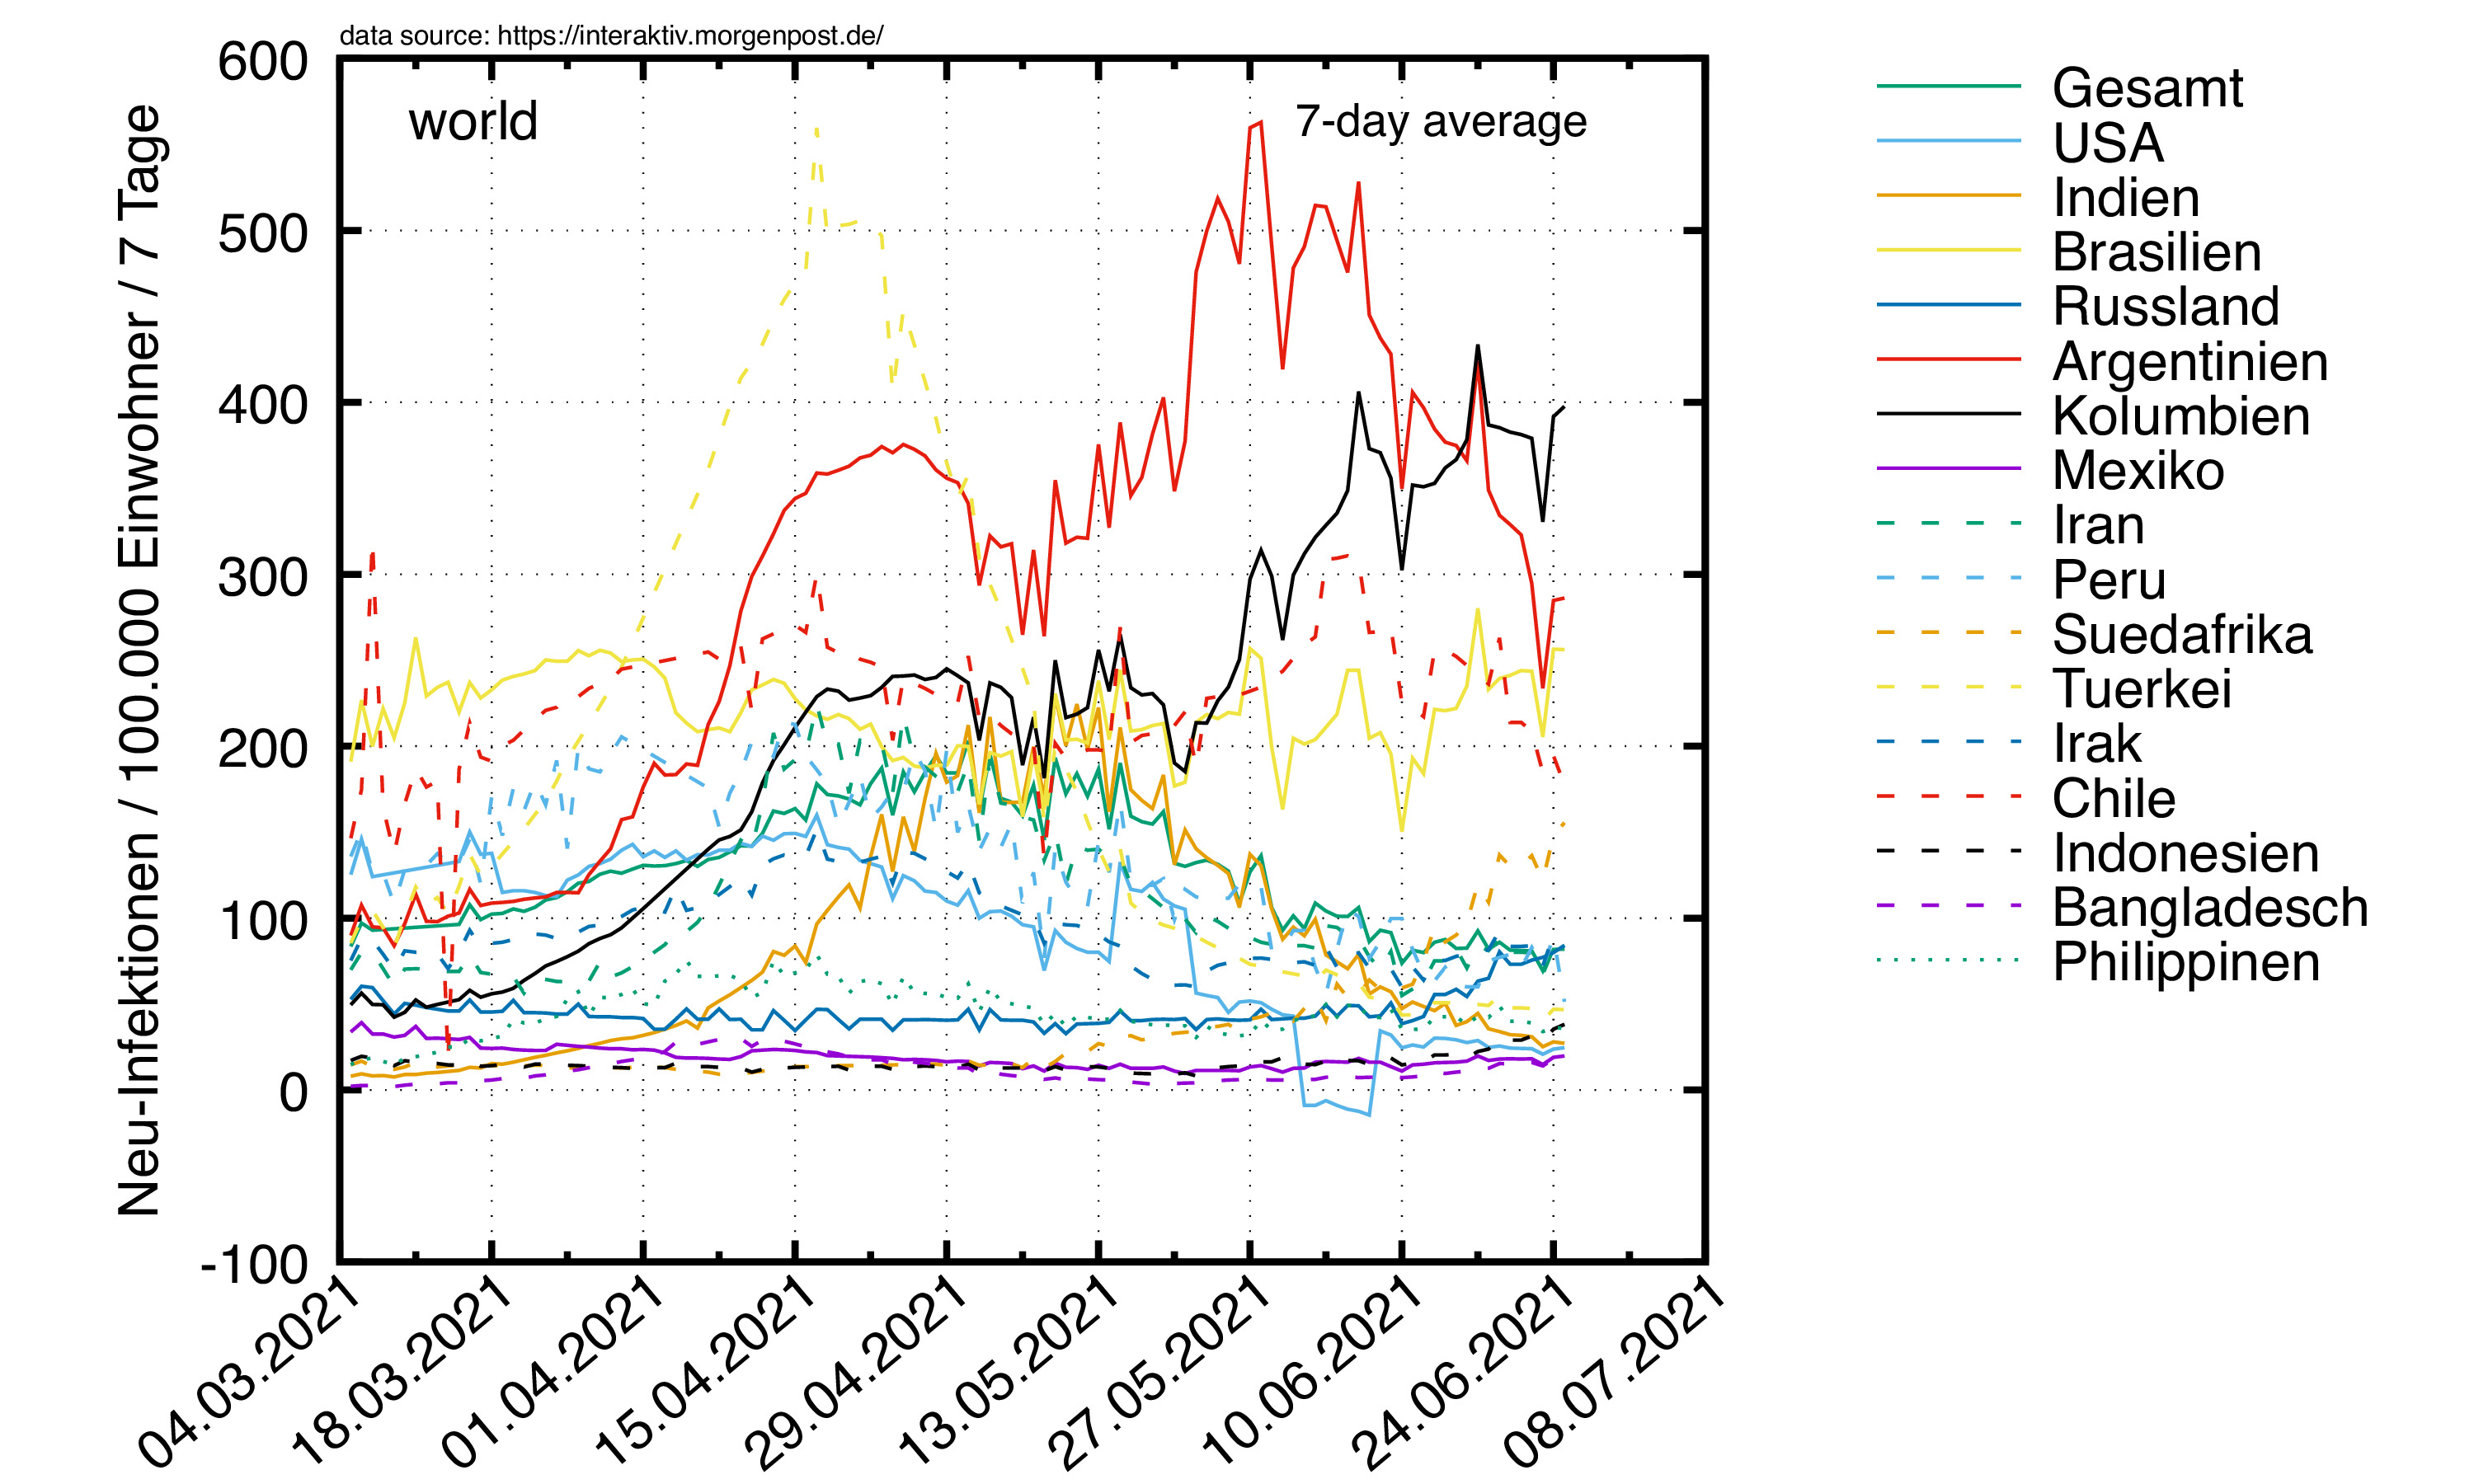 data source: https://interaktiv.morgenpost.de/
world
7-day average
Neu-Infektionen / 100.000 Einwohner / 7 Tage
600
500
400
300
200
100
0
-100
04.03.2021
18.03.2021
01.04.2021
15.04.2021
29.04.2021
13.05.2021
27.05.2021
10.06.2021
24.06.2021
08.07.2021
Gesamt
USA
Indien
Brasilien
Russland
Argentinien
Kolumbien
Mexiko
Iran
Peru
Suedafrika
Tuerkei
Irak
Chile
Indonesien
Bangladesch
Philippinen